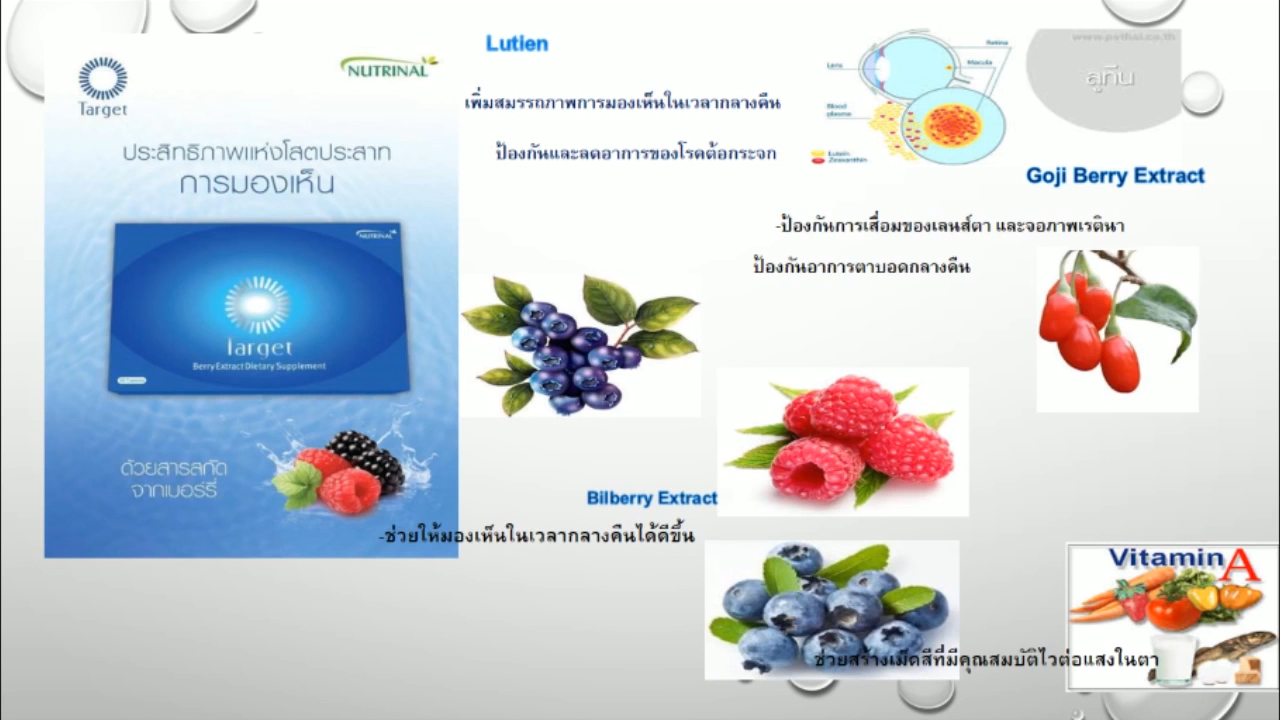 Target
NUTRINAL
ประสิทธิภาพแห่งโสตประสาท
การมองเห็น
NUTRINAL
Target
Berry Extract Dietary Supplement
ด้วยสารสกัด
จากเบอร์รี่
Lutien
เพิ่มสมรรถภาพการมองเห็นในเวลากลางคืน
ป้องกันและลดอาการของโรคต้อกระจก
Retina
Macula
Lens
Blood
plasma
Lutein
Zeaxanthin
www.pathai.co.th
ลูทีน
Goji Berry Extract
-ป้องกันการเสื่อมของเลนส์ตา และจอภาพเรตินา
ป้องกันอาการตาบอดกลางคืน
Bilberry Extract
-ช่วยให้มองเห็นในเวลากลางคืนได้ดีขึ้น
Vitamin A
ช่วยสร้างเม็ดสีที่มีคุณสมบัติไวต่อแสงในตา